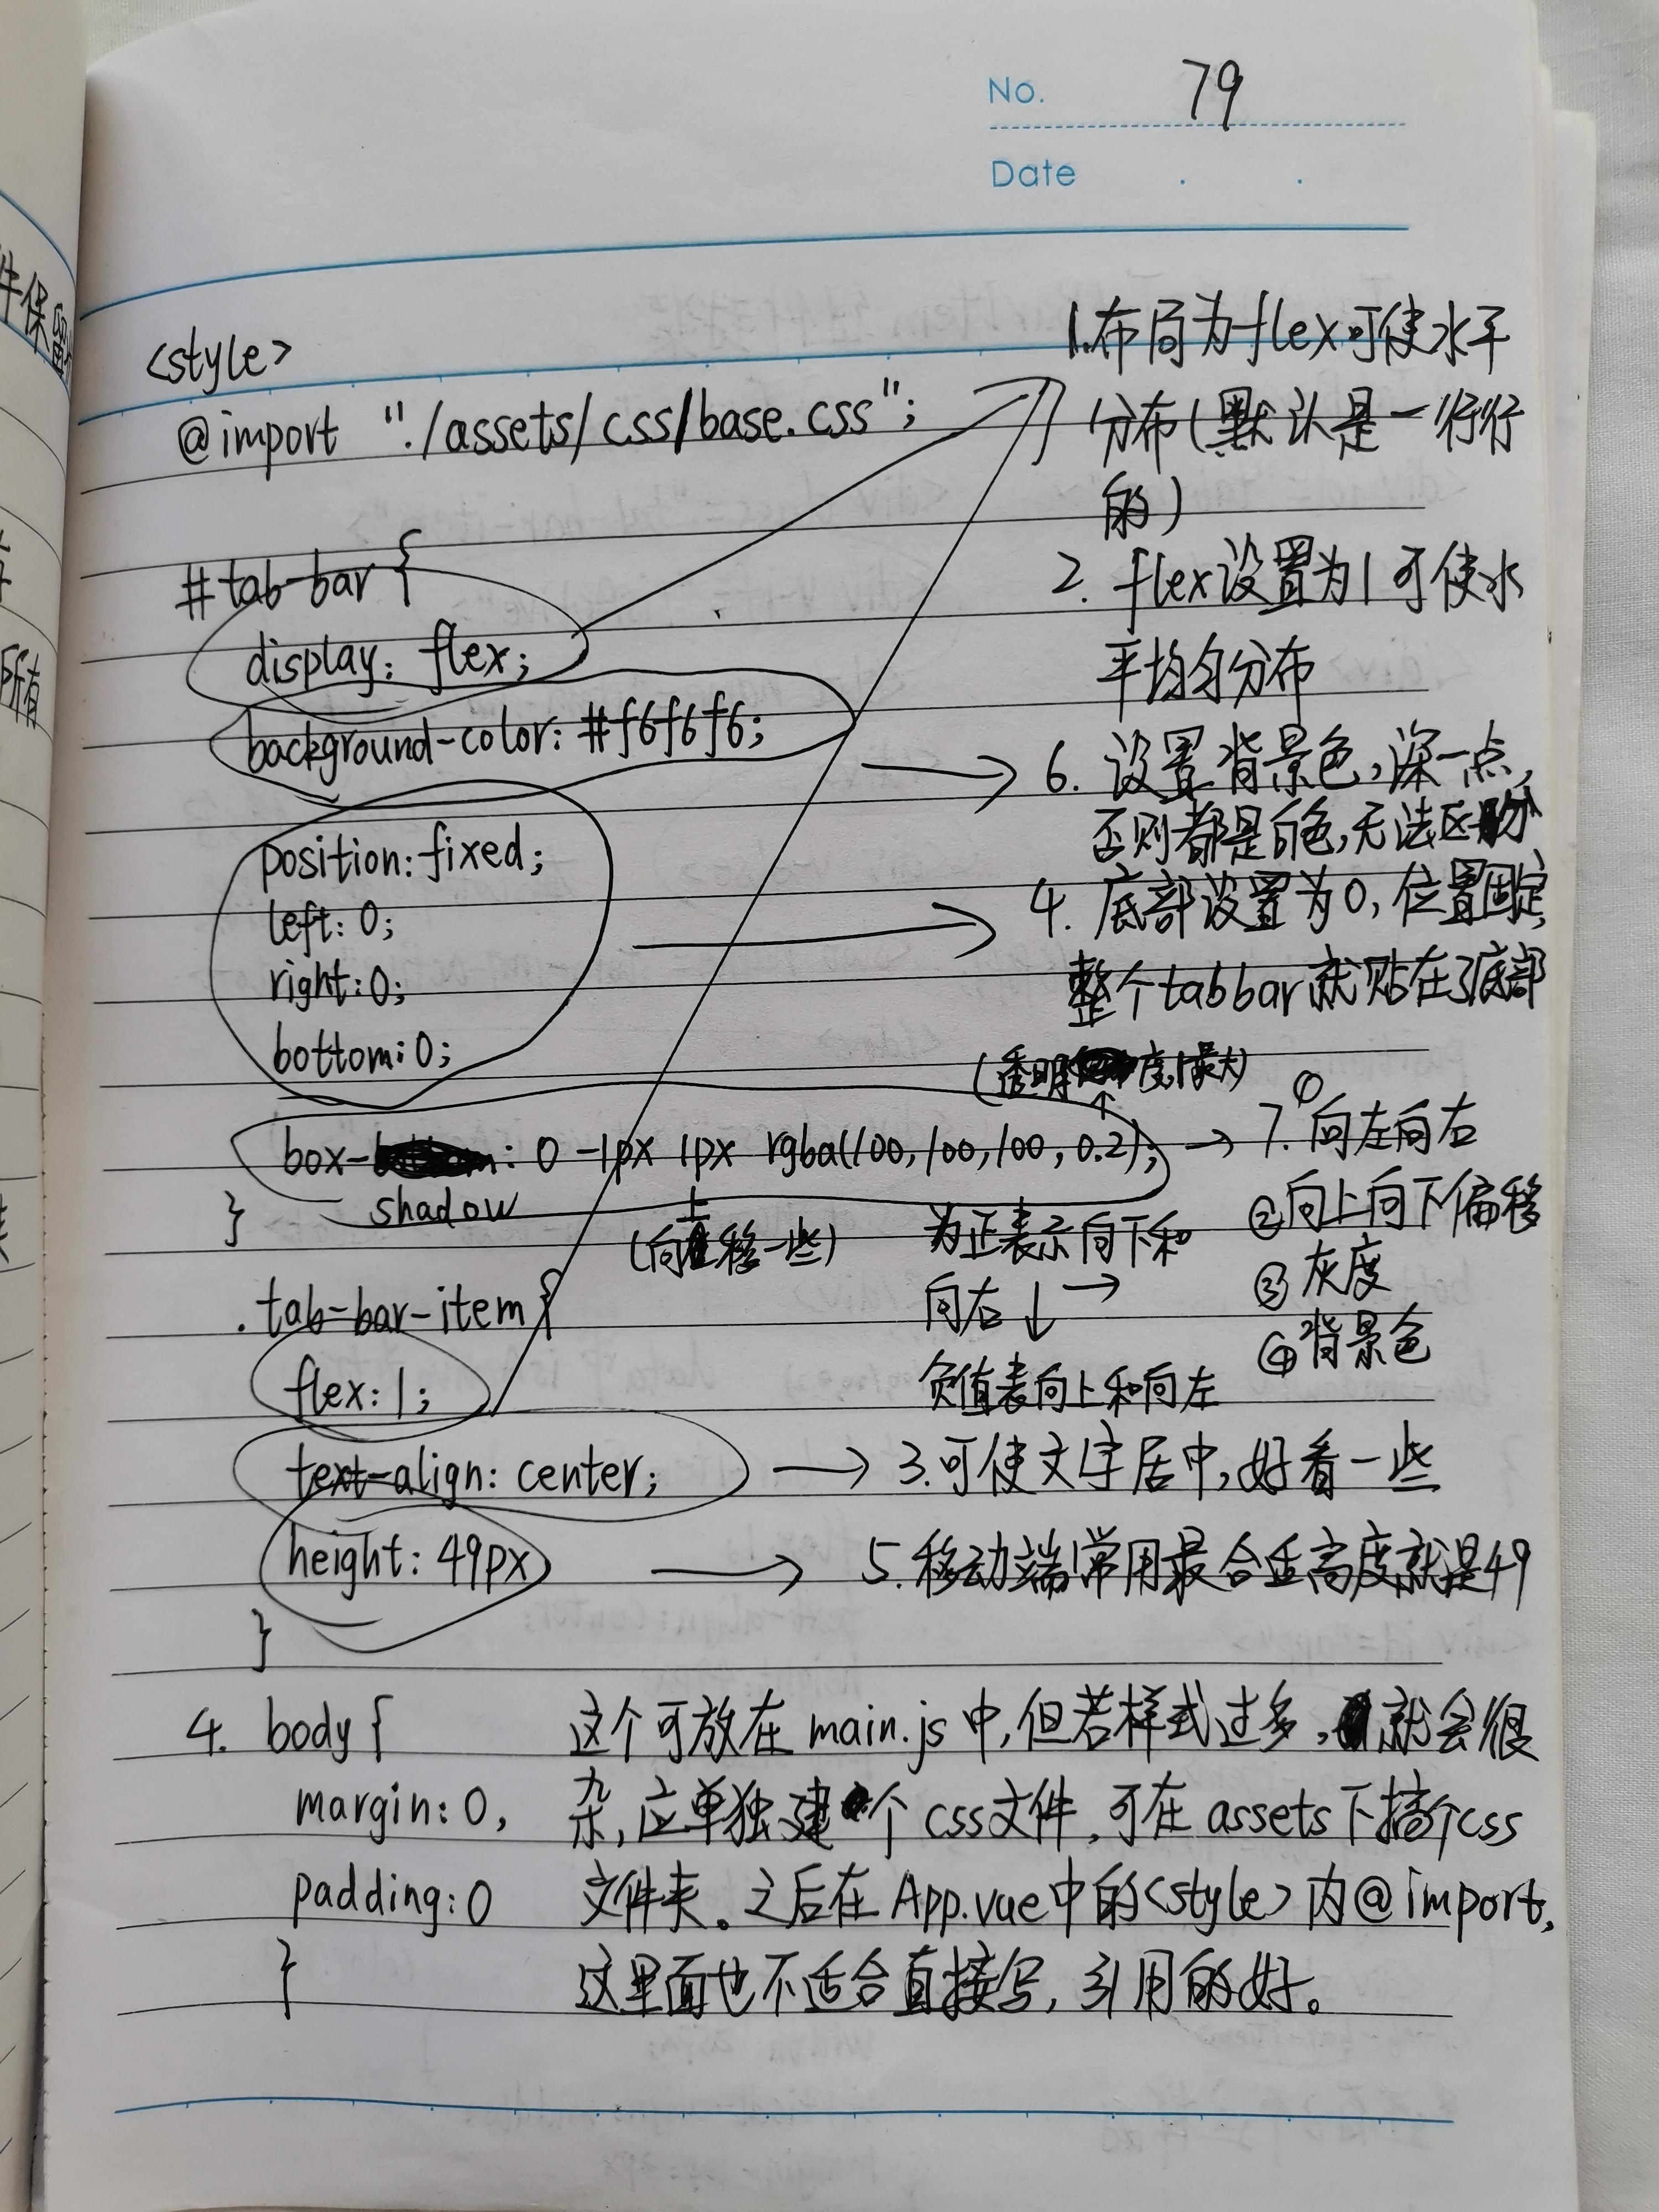 No. 79
Date
件保留
所有
<style>
@import "./assets/css/base.css";
#tab-bar {
display: flex;
background-color: #f6f6f6;
position: fixed;
left: 0;
right: 0;
bottom: 0;
box-shadow: 0 -1px 1px rgba(100,100,100,0.2);
}
.tab-bar-item {
flex: 1;
text-align: center;
height: 49px
}
1.布局为flex可使水平
分布(默认是一行行
的)
2. flex设置为1可使水
平均匀分布
6. 设置背景色,深一点,
否则都是白色,无法区分
4. 底部设置为0,位置固定,
整个tabbar就贴在了底部
(透明度,1最大)
(向上移一些)
为正表示向下和
向右↓→
负值表向上和向左
7.①向左向右
②向上向下偏移
③灰度
④背景色
3.可使文字居中,好看一些
5.移动端常用最合适高度就是49
4. body {
margin: 0,
padding: 0
}
这个可放在main.js中,但若样式过多,就会很
杂,应单独建个css文件,可在assets下搞个css
文件夹。之后在App.vue中的<style>内@import,
这里面也不适合直接写,引用的好。